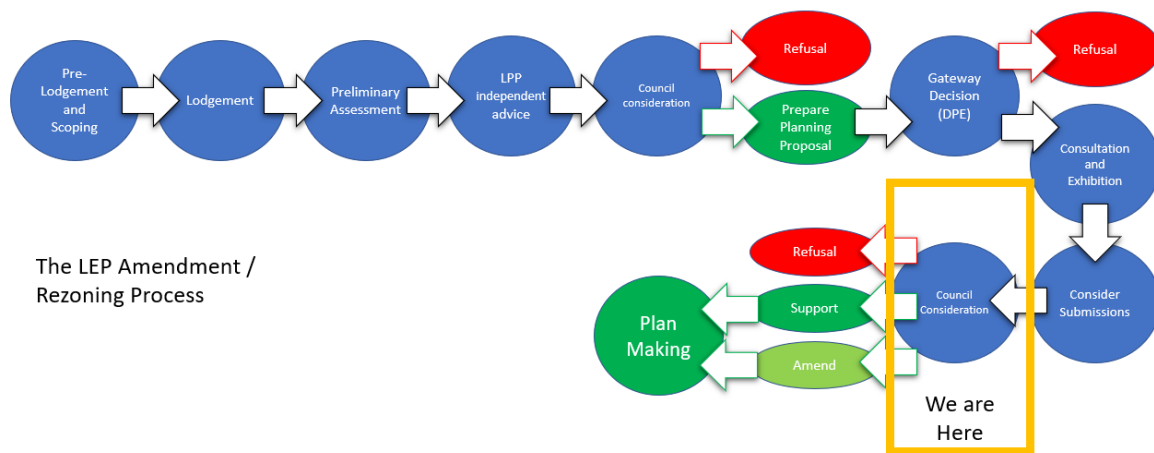 Pre-
Lodgement
and
Scoping
Lodgement
Preliminary
Assessment
LPP
independent
advice
Council
consideration
Refusal
Prepare
Planning
Proposal
Gateway
Decision
(DPE)
Refusal
Consultation
and
Exhibition
Consider
Submissions
Council
Consideration
Refusal
Support
Amend
Plan
Making
We are
Here
The LEP Amendment /
Rezoning Process